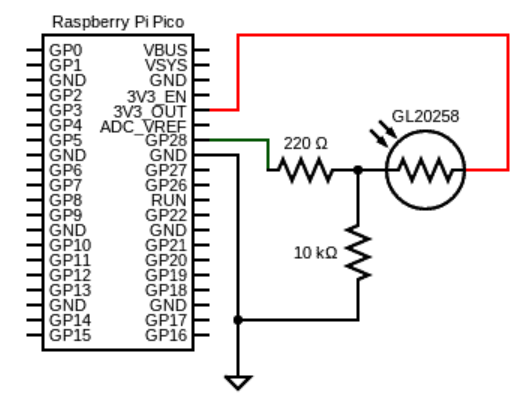 Raspberry Pi Pico
GP0 VBUS
GP1 VSYS
GND GND
GP2 3V3_EN
GP3 3V3_OUT
GP4 ADC_VREF
GP5 GP28
GND GND
GP6 GP27
GP7 GP26
GP8 RUN
GP9 GP22
GND GND
GP10 GP21
GP11 GP20
GP12 GP19
GP13 GP18
GND GND
GP14 GP17
GP15 GP16
220 Ω
GL20258
10 kΩ